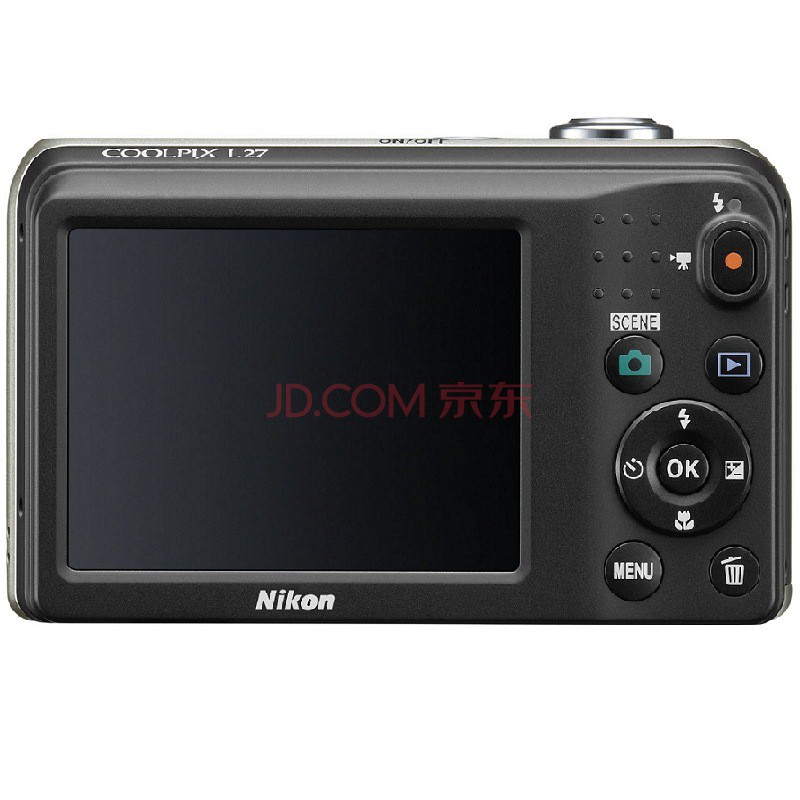 ON/OFF
COOLPIX L27
SCENE
JD.COM 京东
OK
MENU
Nikon